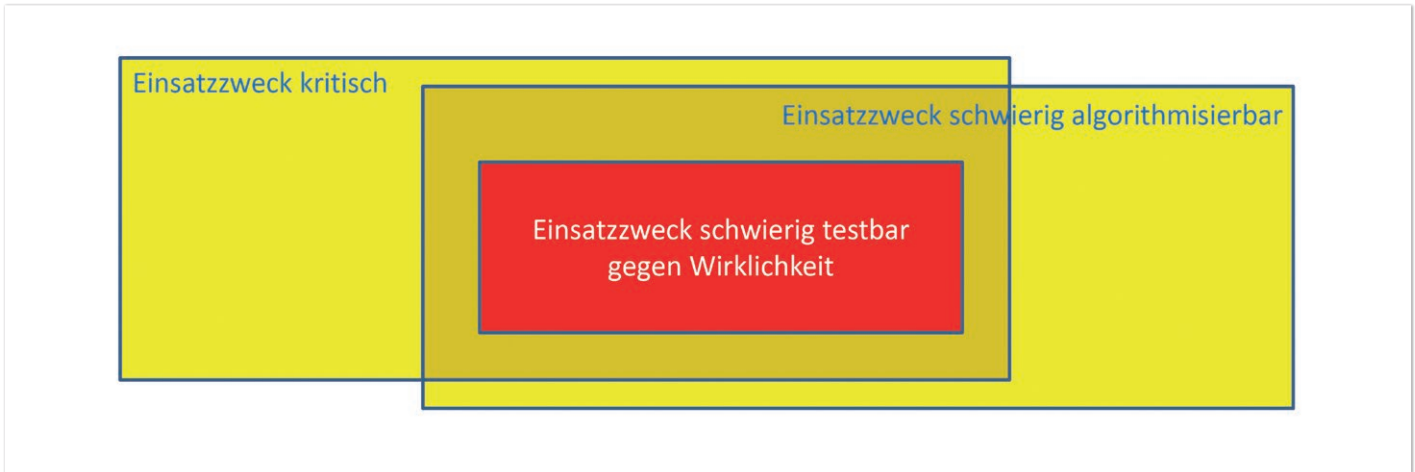 Einsatzzweck kritisch
Einsatzzweck schwierig algorithmisierbar
Einsatzzweck schwierig testbar
gegen Wirklichkeit